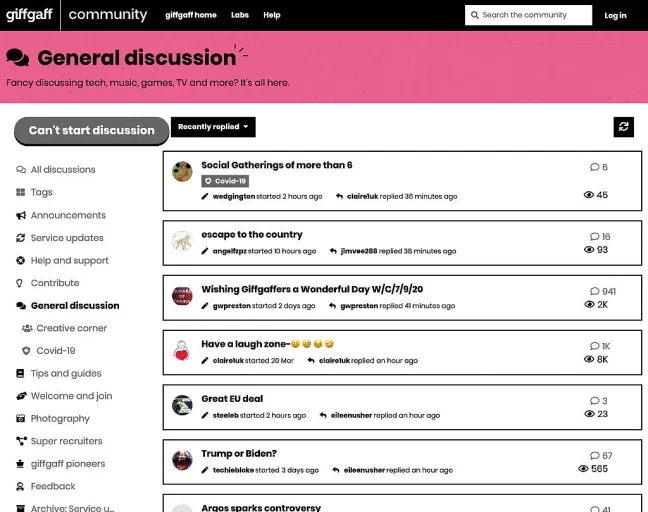 giffgaff community giffgaff home Labs Help Search the community Log in
General discussion
Fancy discussing tech, music, games, TV and more? It's all here.
Can't start discussion
Recently replied
All discussions
Tags
Announcements
Service updates
Help and support
Contribute
General discussion
Creative corner
Covid-19
Tips and guides
Welcome and join
Photography
Super recruiters
giffgaff pioneers
Feedback
Archive: Service u...
Social Gatherings of more than 6
6
Covid-19
wedgington started 2 hours ago claire1uk replied 36 minutes ago
45
escape to the country
16
angelfzpz started 10 hours ago jimvee288 replied 38 minutes ago
93
Wishing Giffgaffers a Wonderful Day W/C/7/9/20
941
gwpreston started 2 days ago gwpreston replied 41 minutes ago
2K
Have a laugh zone-😀😅😂🤣
1K
claire1uk started 20 Mar claire1uk replied an hour ago
8K
Great EU deal
3
steeleb started 2 hours ago eileenusher replied an hour ago
23
Trump or Biden?
67
techiebloke started 3 days ago eileenusher replied an hour ago
565
Argos sparks controversy
41